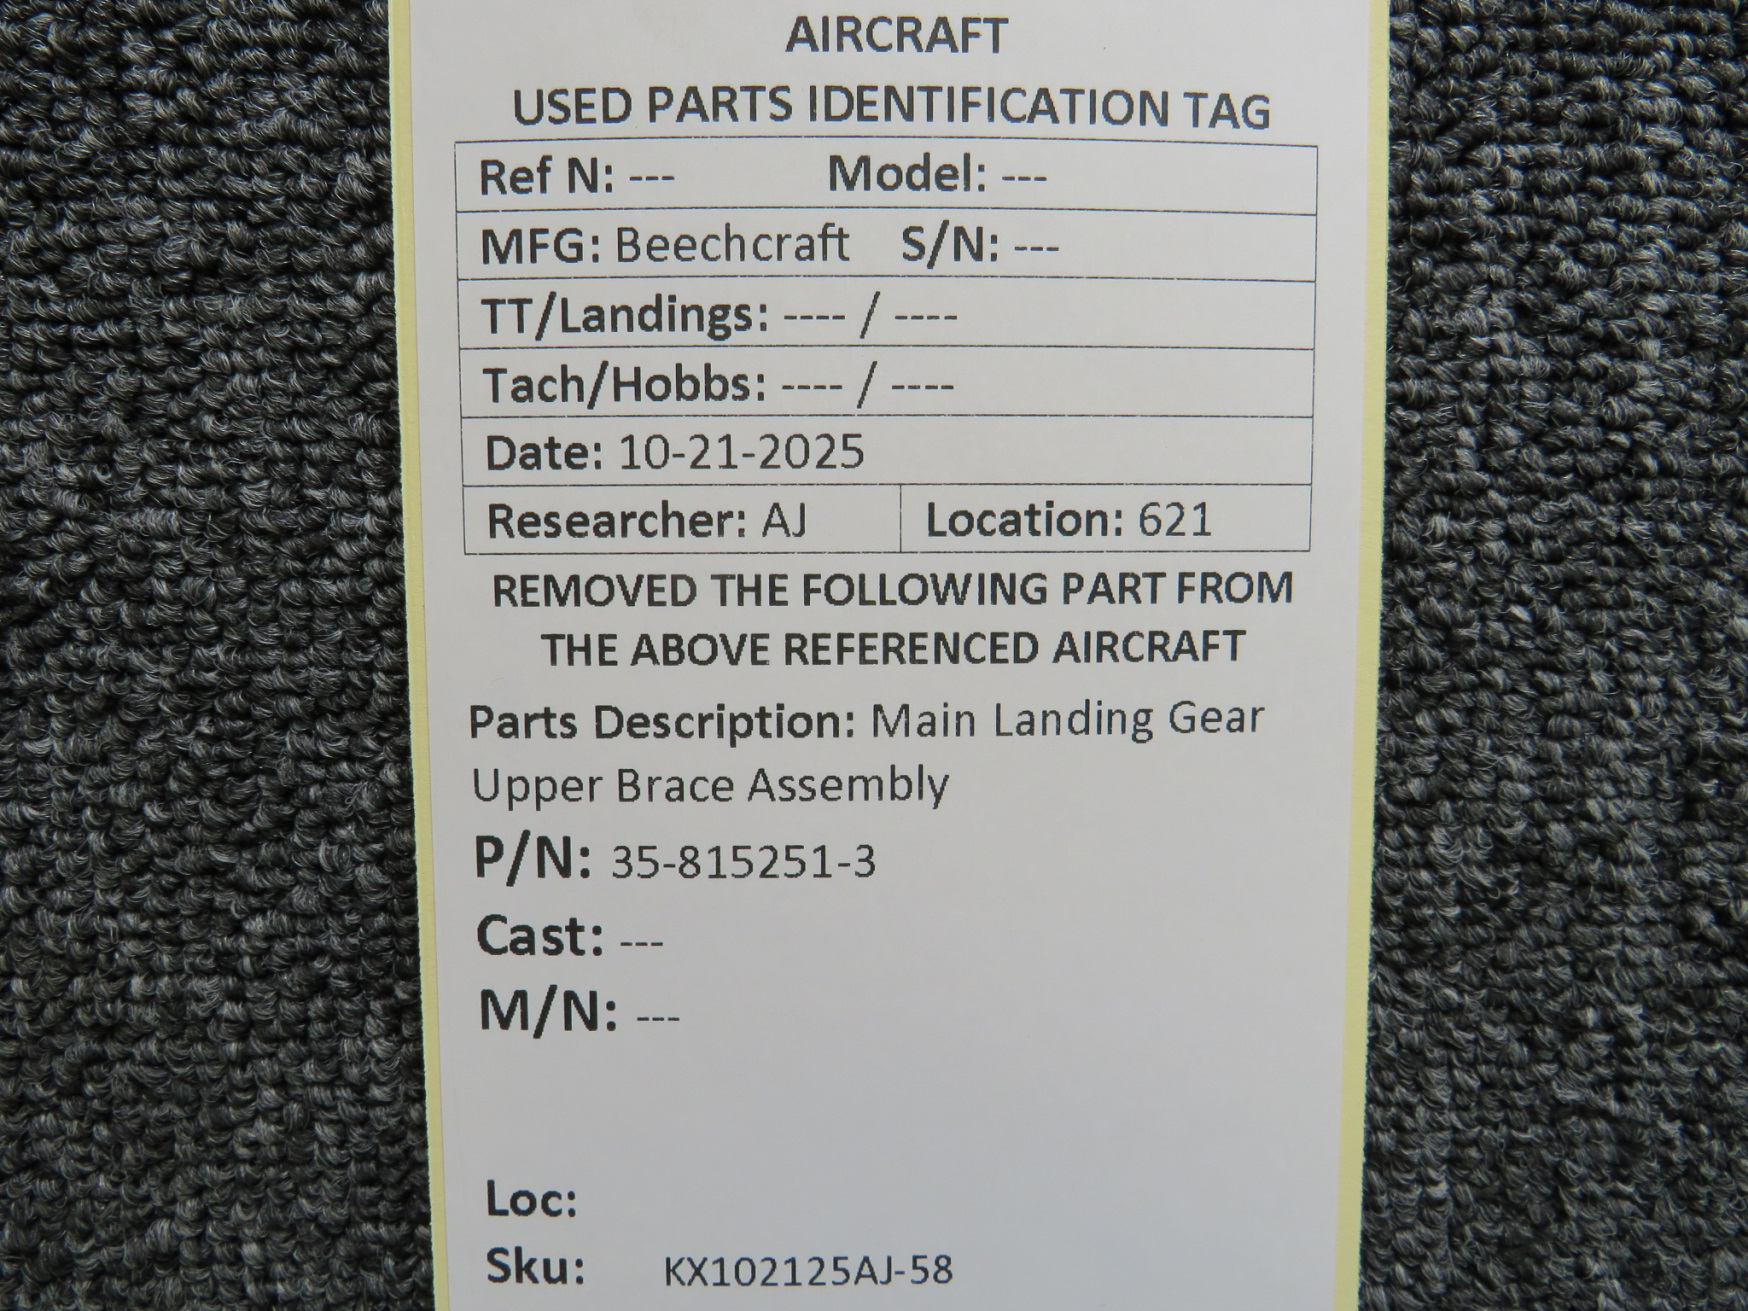 AIRCRAFT
USED PARTS IDENTIFICATION TAG
Ref N: --- Model: ---
MFG: Beechcraft S/N: ---
TT/Landings: ---- / ----
Tach/Hobbs: ---- / ----
Date: 10-21-2025
Researcher: AJ Location: 621
REMOVED THE FOLLOWING PART FROM
THE ABOVE REFERENCED AIRCRAFT
Parts Description: Main Landing Gear
Upper Brace Assembly
P/N: 35-815251-3
Cast: ---
M/N: ---
Loc:
Sku: KX102125AJ-58